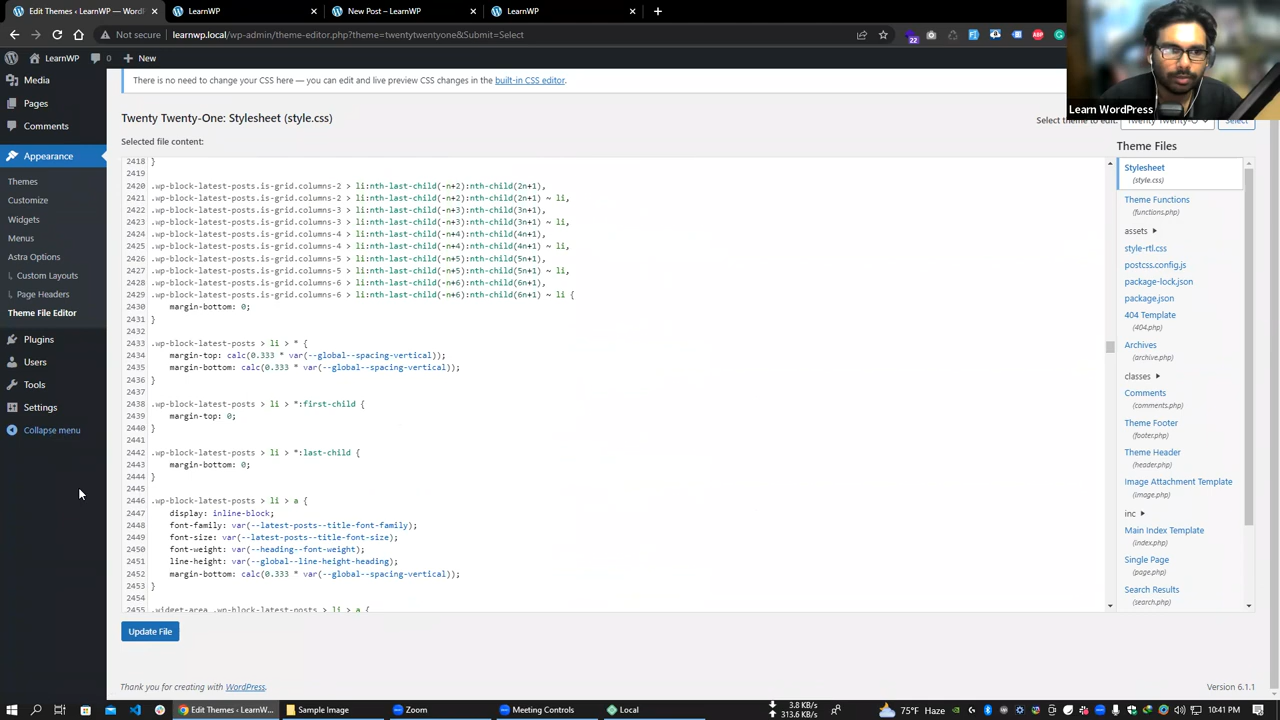 Edit Themes ‹ LearnWP — WordP
LearnWP
New Post ‹ LearnWP
LearnWP
learnwp.local/wp-admin/theme-editor.php?theme=twentytwentyone&Submit=Select
22
LearnWP
0
New
Media
Pages
Comments
Appearance
Themes
Customize
Widgets
Menus
Astra Options
Custom Layouts
Page Headers
Theme File Editor
Plugins
Users
Tools
Settings
Collapse menu
There is no need to change your CSS here — you can edit and live preview CSS changes in the built-in CSS editor.
Twenty Twenty-One: Stylesheet (style.css)
Select theme to edit:
Twenty Twenty-O
Select
Selected file content:
2418 }
2419
2420 .wp-block-latest-posts.is-grid.columns-2 > li:nth-last-child(-n+2):nth-child(2n+1),
2421 .wp-block-latest-posts.is-grid.columns-2 > li:nth-last-child(-n+2):nth-child(2n+1) ~ li,
2422 .wp-block-latest-posts.is-grid.columns-3 > li:nth-last-child(-n+3):nth-child(3n+1),
2423 .wp-block-latest-posts.is-grid.columns-3 > li:nth-last-child(-n+3):nth-child(3n+1) ~ li,
2424 .wp-block-latest-posts.is-grid.columns-4 > li:nth-last-child(-n+4):nth-child(4n+1),
2425 .wp-block-latest-posts.is-grid.columns-4 > li:nth-last-child(-n+4):nth-child(4n+1) ~ li,
2426 .wp-block-latest-posts.is-grid.columns-5 > li:nth-last-child(-n+5):nth-child(5n+1),
2427 .wp-block-latest-posts.is-grid.columns-5 > li:nth-last-child(-n+5):nth-child(5n+1) ~ li,
2428 .wp-block-latest-posts.is-grid.columns-6 > li:nth-last-child(-n+6):nth-child(6n+1),
2429 .wp-block-latest-posts.is-grid.columns-6 > li:nth-last-child(-n+6):nth-child(6n+1) ~ li {
2430 margin-bottom: 0;
2431 }
2432
2433 .wp-block-latest-posts > li > * {
2434 margin-top: calc(0.333 * var(--global--spacing-vertical));
2435 margin-bottom: calc(0.333 * var(--global--spacing-vertical));
2436 }
2437
2438 .wp-block-latest-posts > li > *:first-child {
2439 margin-top: 0;
2440 }
2441
2442 .wp-block-latest-posts > li > *:last-child {
2443 margin-bottom: 0;
2444 }
2445
2446 .wp-block-latest-posts > li > a {
2447 display: inline-block;
2448 font-family: var(--latest-posts--title-font-family);
2449 font-size: var(--latest-posts--title-font-size);
2450 font-weight: var(--heading--font-weight);
2451 line-height: var(--global--line-height-heading);
2452 margin-bottom: calc(0.333 * var(--global--spacing-vertical));
2453 }
2454
2455 .widget-area .wp-block-latest-posts > li > a {
Update File
Theme Files
Stylesheet
(style.css)
Theme Functions
(functions.php)
assets
style-rtl.css
postcss.config.js
package-lock.json
package.json
404 Template
(404.php)
Archives
(archive.php)
classes
Comments
(comments.php)
Theme Footer
(footer.php)
Theme Header
(header.php)
Image Attachment Template
(image.php)
inc
Main Index Template
(index.php)
Single Page
(page.php)
Search Results
(search.php)
Thank you for creating with WordPress.
Version 6.1.1
Learn WordPress
Edit Themes ‹ LearnW...
Sample Image
Zoom
Meeting Controls
Local
3.8 KB/s
313.6 KB/s
75°F Haze
10:41 PM